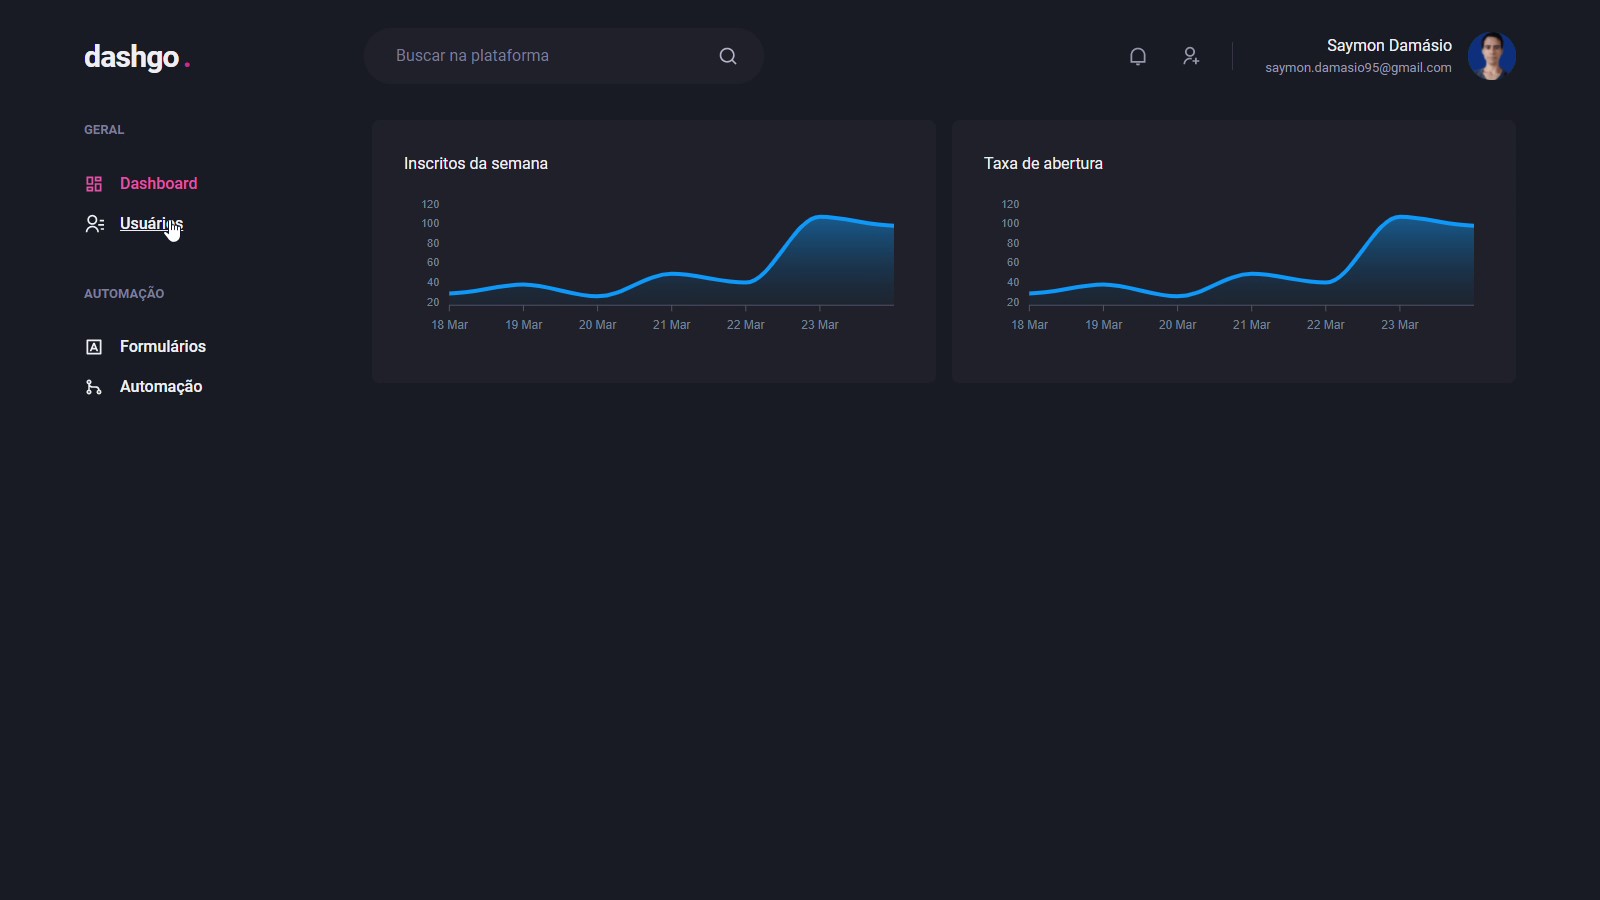 dashgo.
Buscar na plataforma
Saymon Damásio
saymon.damasio95@gmail.com
GERAL
Dashboard
Usuários
AUTOMAÇÃO
Formulários
Automação
Inscritos da semana
120
100
80
60
40
20
18 Mar 19 Mar 20 Mar 21 Mar 22 Mar 23 Mar
Taxa de abertura
120
100
80
60
40
20
18 Mar 19 Mar 20 Mar 21 Mar 22 Mar 23 Mar